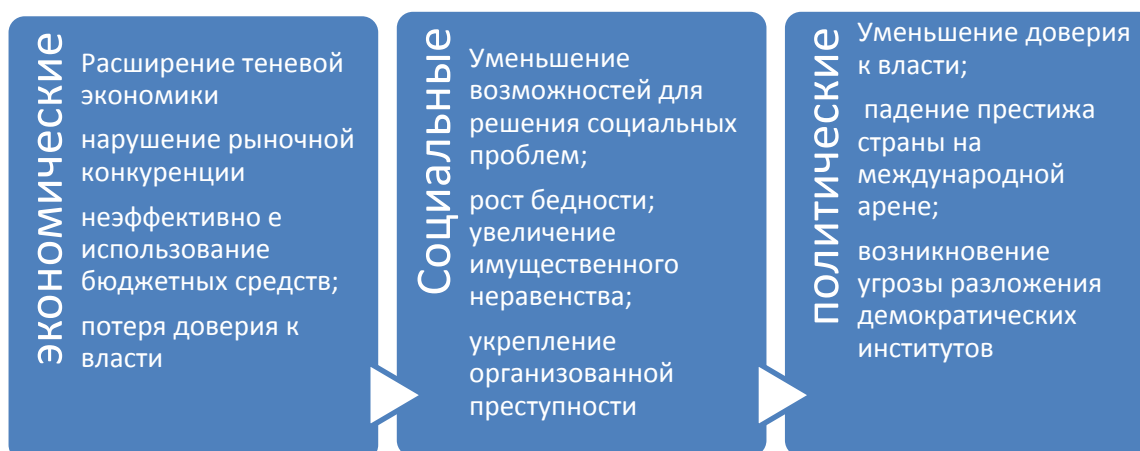 экономические
Расширение теневой
экономики
нарушение рыночной
конкуренции
неэффективно е
использование
бюджетных средств;
потеря доверия к
власти
Социальные
Уменьшение
возможностей для
решения социальных
проблем;
рост бедности;
увеличение
имущественного
неравенства;
укрепление
организованной
преступности
политические
Уменьшение доверия
к власти;
падение престижа
страны на
международной
арене;
возникновение
угрозы разложения
демократических
институтов